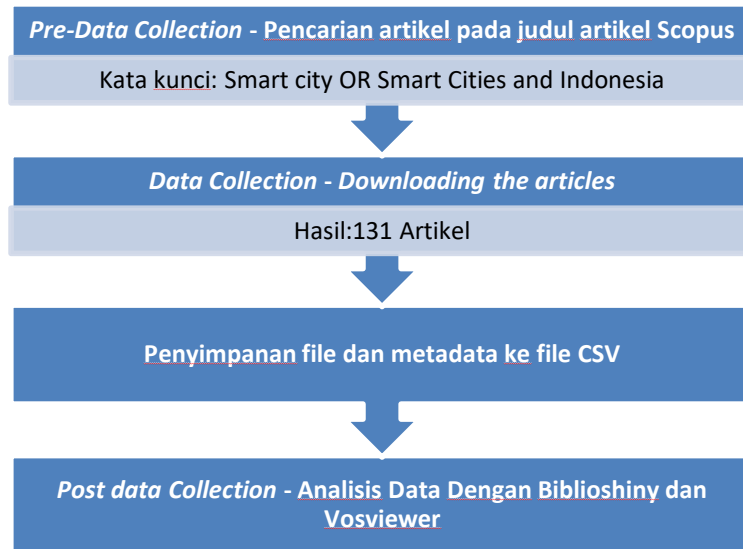 Pre-Data Collection - Pencarian artikel pada judul artikel Scopus
Kata kunci: Smart city OR Smart Cities and Indonesia
Data Collection - Downloading the articles
Hasil:131 Artikel
Penyimpanan file dan metadata ke file CSV
Post data Collection - Analisis Data Dengan Biblioshiny dan
Vosviewer